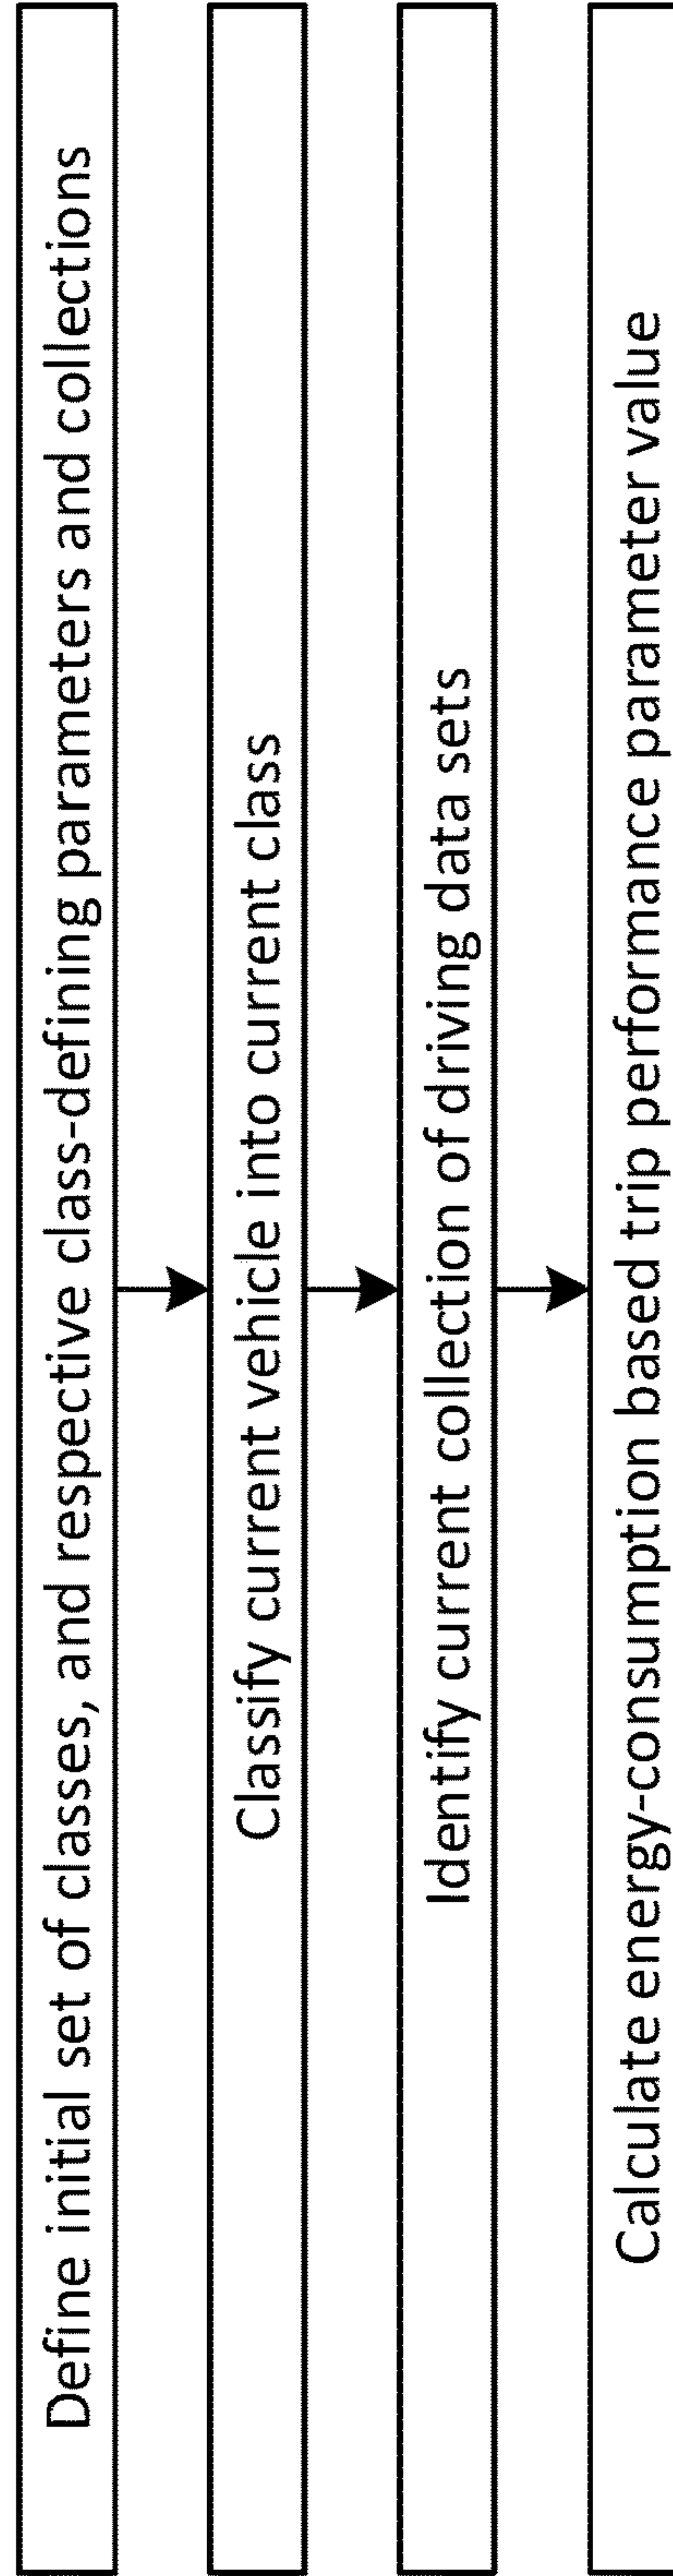 Define initial set of classes, and respective class-defining parameters and collections
Classify current vehicle into current class
Identify current collection of driving data sets
Calculate energy-consumption based trip performance parameter value